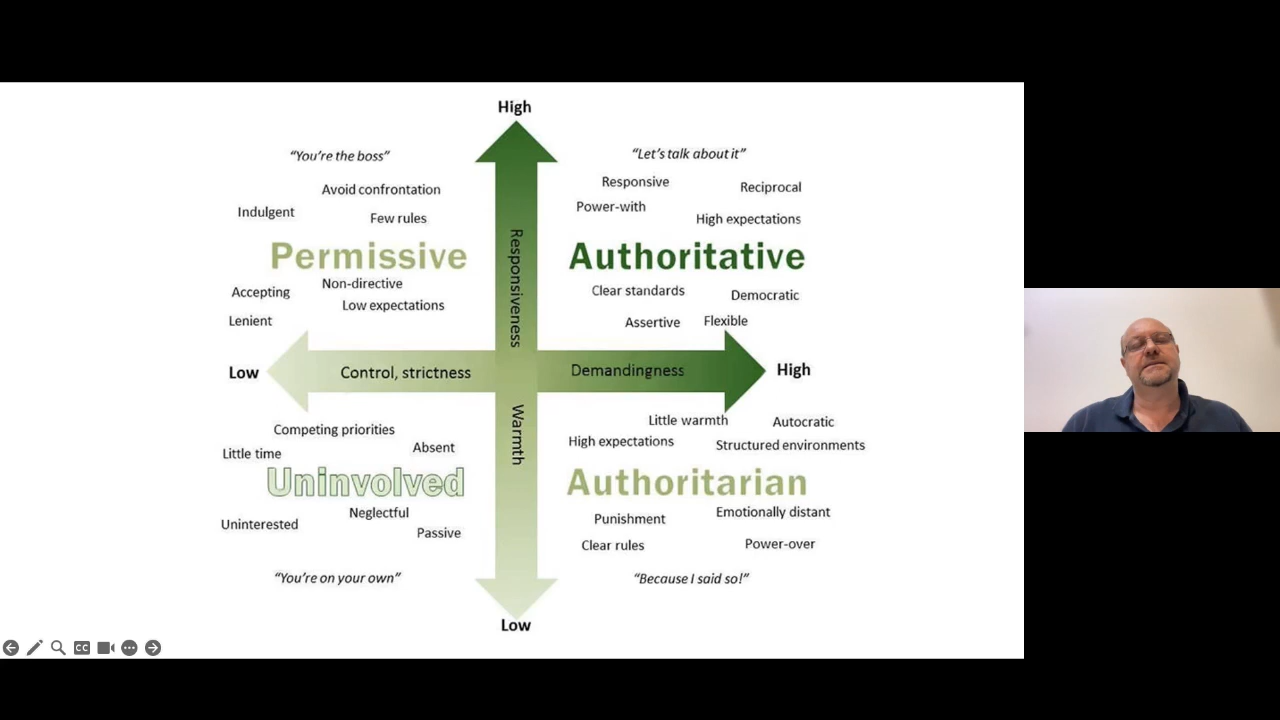 High
“You’re the boss”
Avoid confrontation
Indulgent
Few rules
Permissive
Non-directive
Accepting
Low expectations
Lenient
“Let’s talk about it”
Responsive
Reciprocal
Power-with
High expectations
Authoritative
Clear standards
Democratic
Assertive
Flexible
Responsiveness
Low
Control, strictness
Demandingness
High
Warmth
Competing priorities
Absent
Little time
Uninvolved
Neglectful
Uninterested
Passive
“You’re on your own”
Little warmth
Autocratic
High expectations
Structured environments
Authoritarian
Emotionally distant
Punishment
Clear rules
Power-over
“Because I said so!”
Low
CC